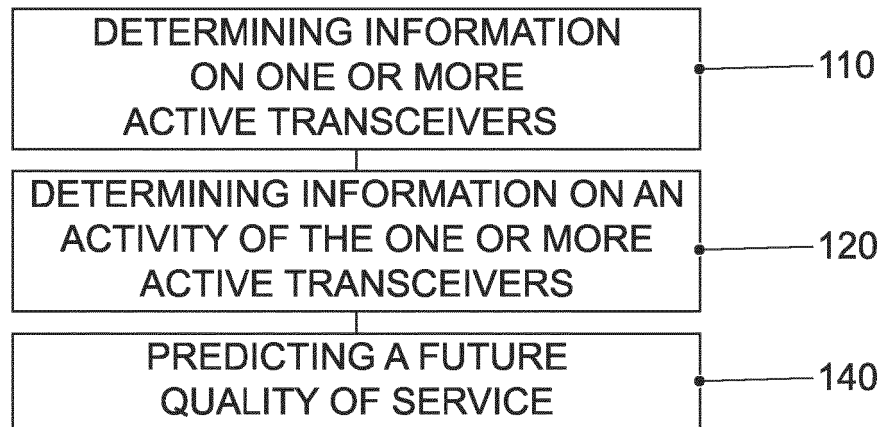 DETERMINING INFORMATION
ON ONE OR MORE
ACTIVE TRANSCEIVERS
110
DETERMINING INFORMATION ON AN
ACTIVITY OF THE ONE OR MORE
ACTIVE TRANSCEIVERS
120
PREDICTING A FUTURE
QUALITY OF SERVICE
140